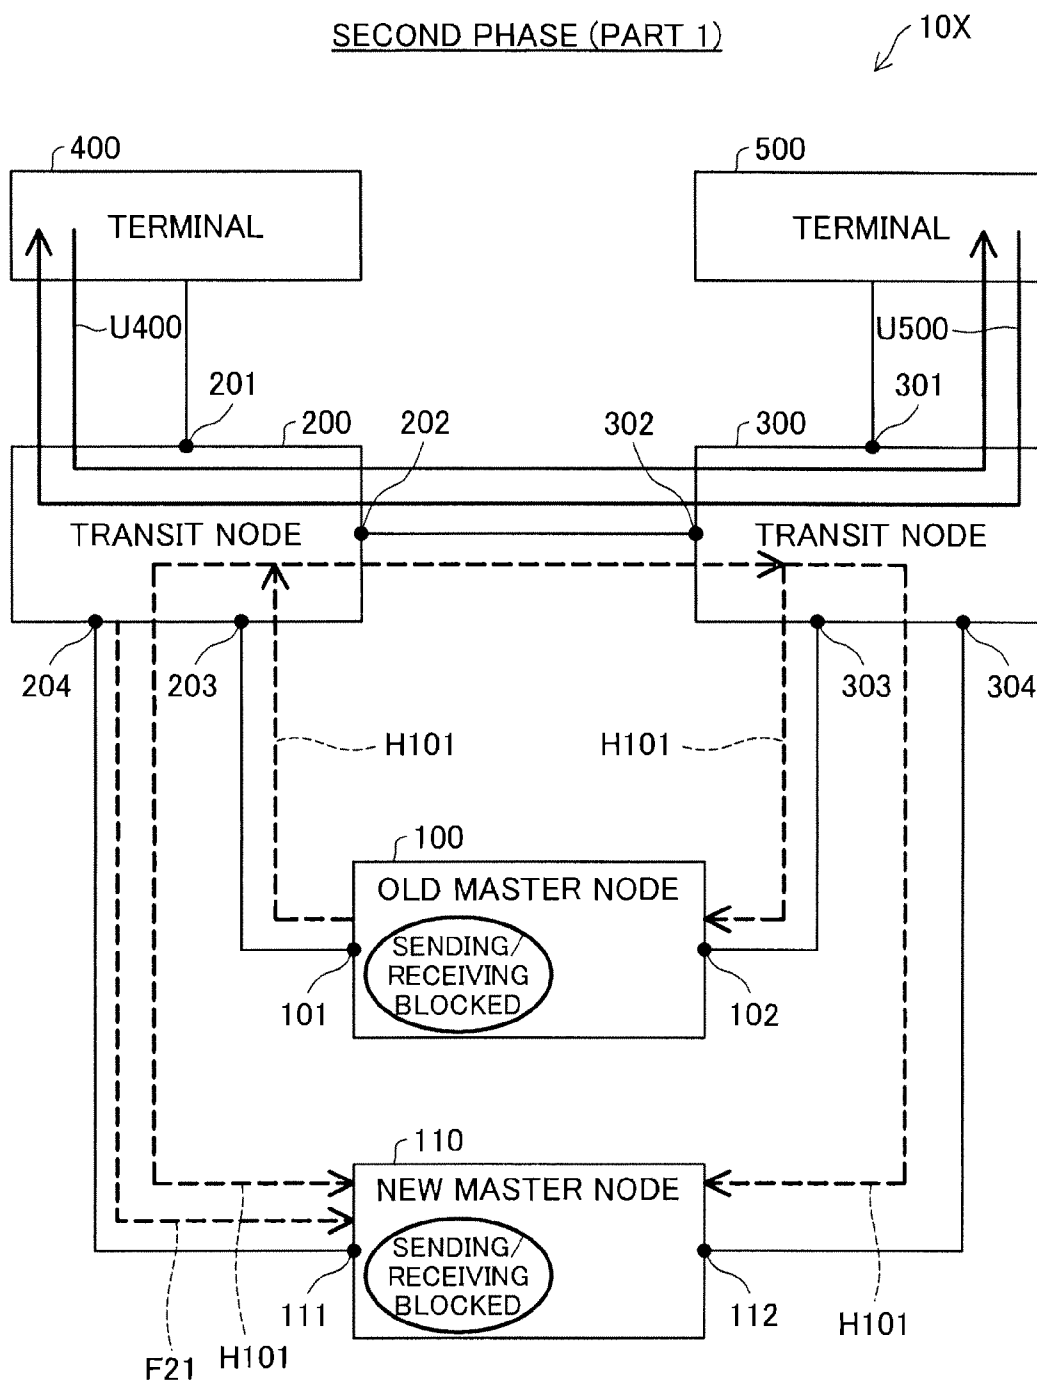 SECOND PHASE (PART 1)
10X
400
500
TERMINAL
TERMINAL
U400
U500
201
200
202
302
300
301
TRANSIT NODE
TRANSIT NODE
204
203
303
304
H101
H101
100
OLD MASTER NODE
SENDING/
RECEIVING
BLOCKED
101
102
110
NEW MASTER NODE
SENDING/
RECEIVING
BLOCKED
111
112
F21
H101
H101